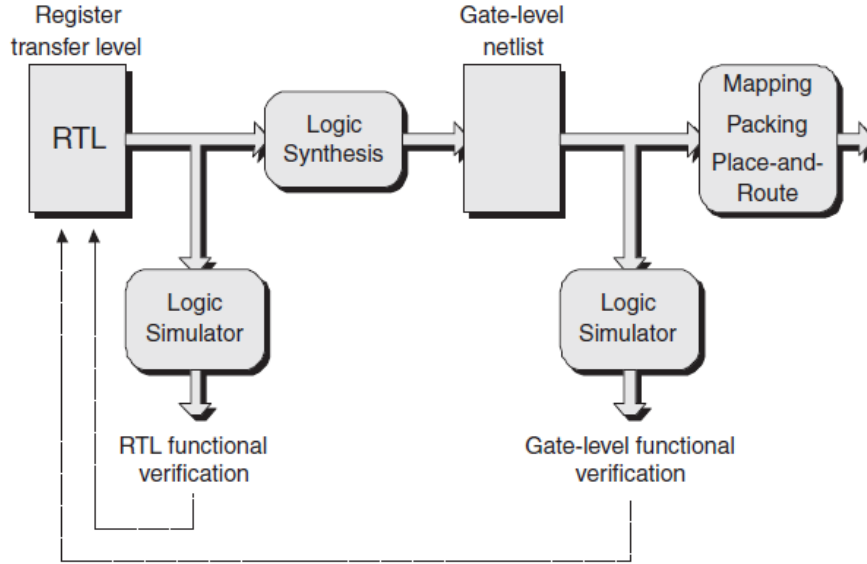 Register
transfer level
RTL
Logic
Synthesis
Gate-level
netlist
Mapping
Packing
Place-and-
Route
Logic
Simulator
RTL functional
verification
Logic
Simulator
Gate-level functional
verification